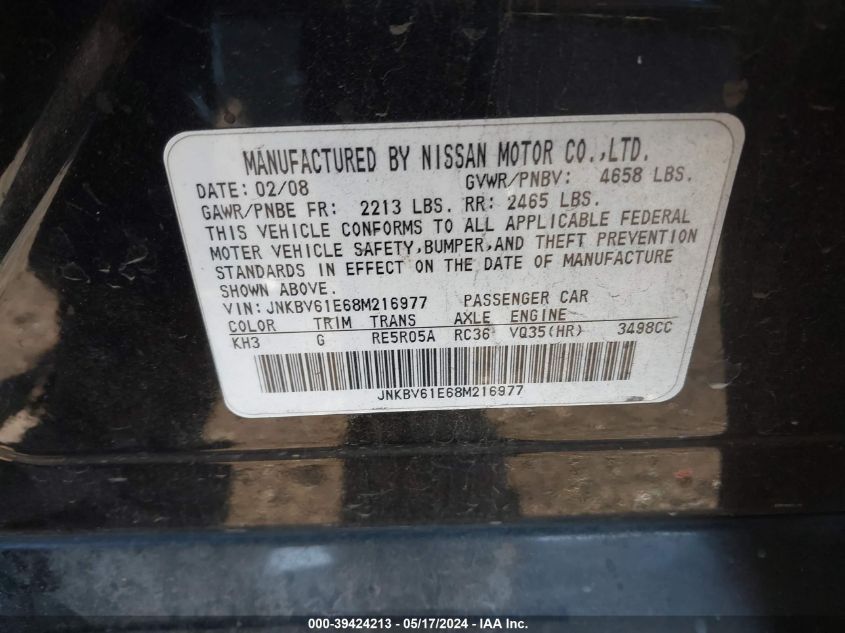 MANUFACTURED BY NISSAN MOTOR CO.,LTD.
DATE: 02/08 GVWR/PNBV: 4658 LBS.
GAWR/PNBE FR: 2213 LBS. RR: 2465 LBS.
THIS VEHICLE CONFORMS TO ALL APPLICABLE FEDERAL
MOTER VEHICLE SAFETY,BUMPER,AND THEFT PREVENTION
STANDARDS IN EFFECT ON THE DATE OF MANUFACTURE
SHOWN ABOVE.
VIN: JNKBV61E68M216977 PASSENGER CAR
COLOR TRIM TRANS AXLE ENGINE
KH3 G RE5R05A RC36 VQ35(HR) 3498CC
JNKBV61E68M216977
000-39424213 - 05/17/2024 - IAA Inc.